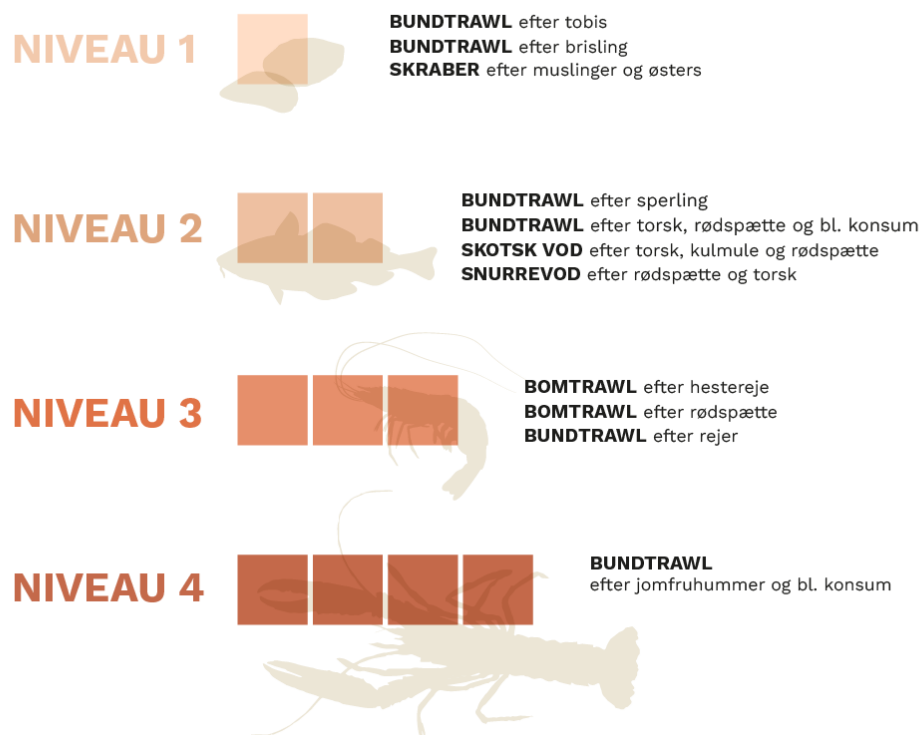 NIVEAU 1
BUNDTRAWL efter tobis
BUNDTRAWL efter brisling
SKRABER efter muslinger og østers
NIVEAU 2
BUNDTRAWL efter sperling
BUNDTRAWL efter torsk, rødspætte og bl. konsum
SKOTSK VOD efter torsk, kulmule og rødspætte
SNURREVOD efter rødspætte og torsk
NIVEAU 3
BOMTRAWL efter hestereje
BOMTRAWL efter rødspætte
BUNDTRAWL efter rejer
NIVEAU 4
BUNDTRAWL
efter jomfruhummer og bl. konsum